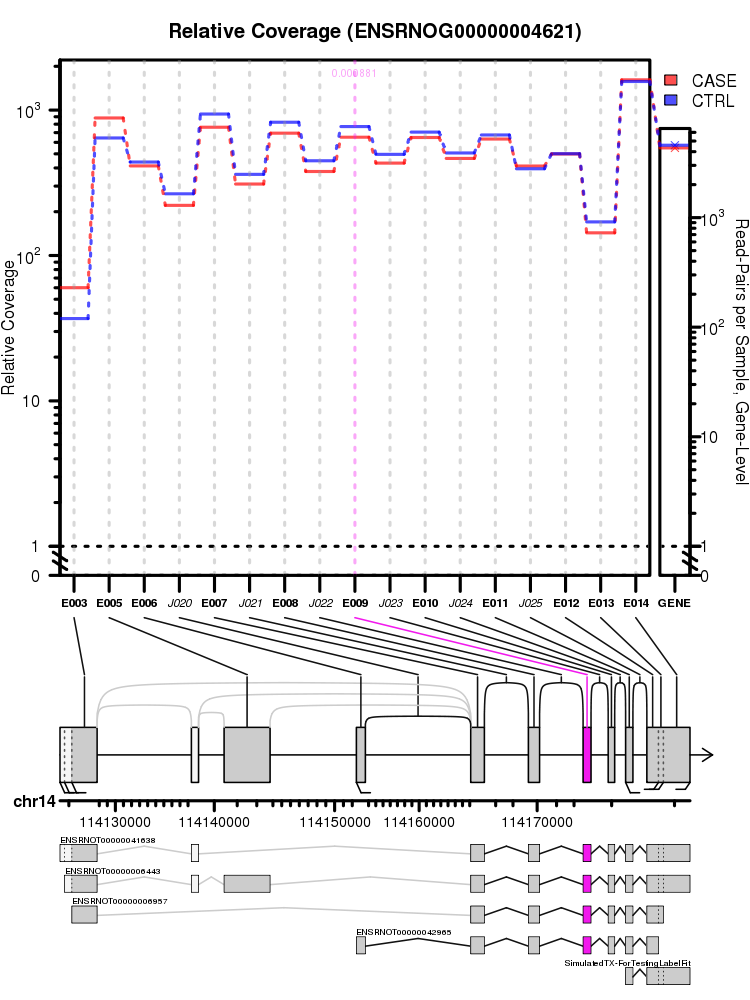 Relative Coverage (ENSRNOG00000004621)
0.009881
CASE
CTRL
10³
10²
10
1
0
Relative Coverage
10³
10²
10
1
0
Read-Pairs per Sample, Gene-Level
E003 E005 E006 J020 E007 J021 E008 J022 E009 J023 E010 J024 E011 J025 E012 E013 E014 GENE
chr14
114130000 114140000 114150000 114160000 114170000
ENSRNOT00000041638
ENSRNOT00000006443
ENSRNOT00000006957
ENSRNOT00000042965
SimulatedTX-ForTestingLabelFit